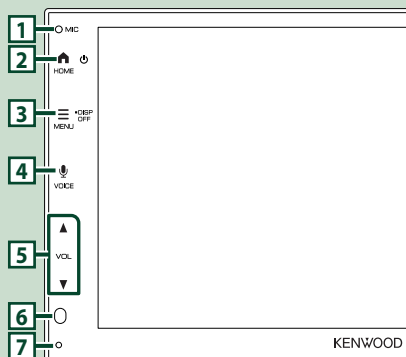 1 MIC
2
HOME
3 •DISP
OFF
MENU
4
VOICE
5 VOL
6
7
KENWOOD